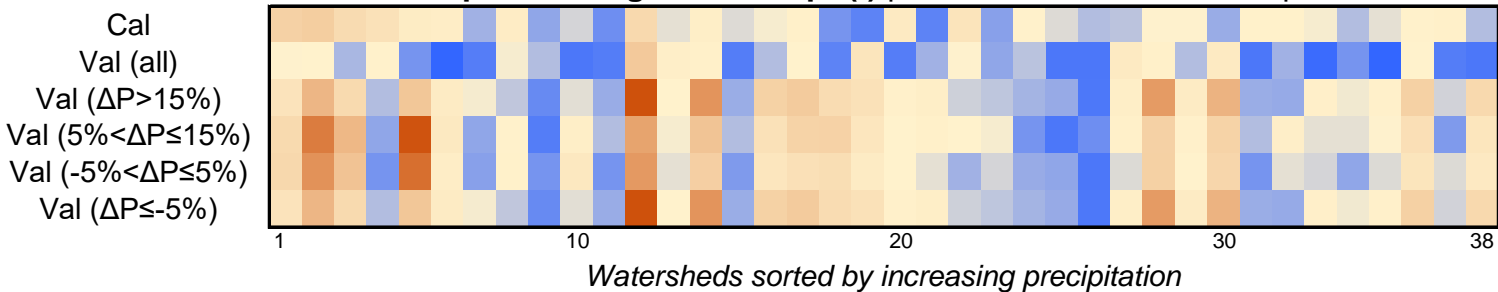 Cal
Val (all)
Val (ΔP>15%)
Val (5%<ΔP≤15%)
Val (-5%<ΔP≤5%)
Val (ΔP≤-5%)
1 10 20 30 38
Watersheds sorted by increasing precipitation